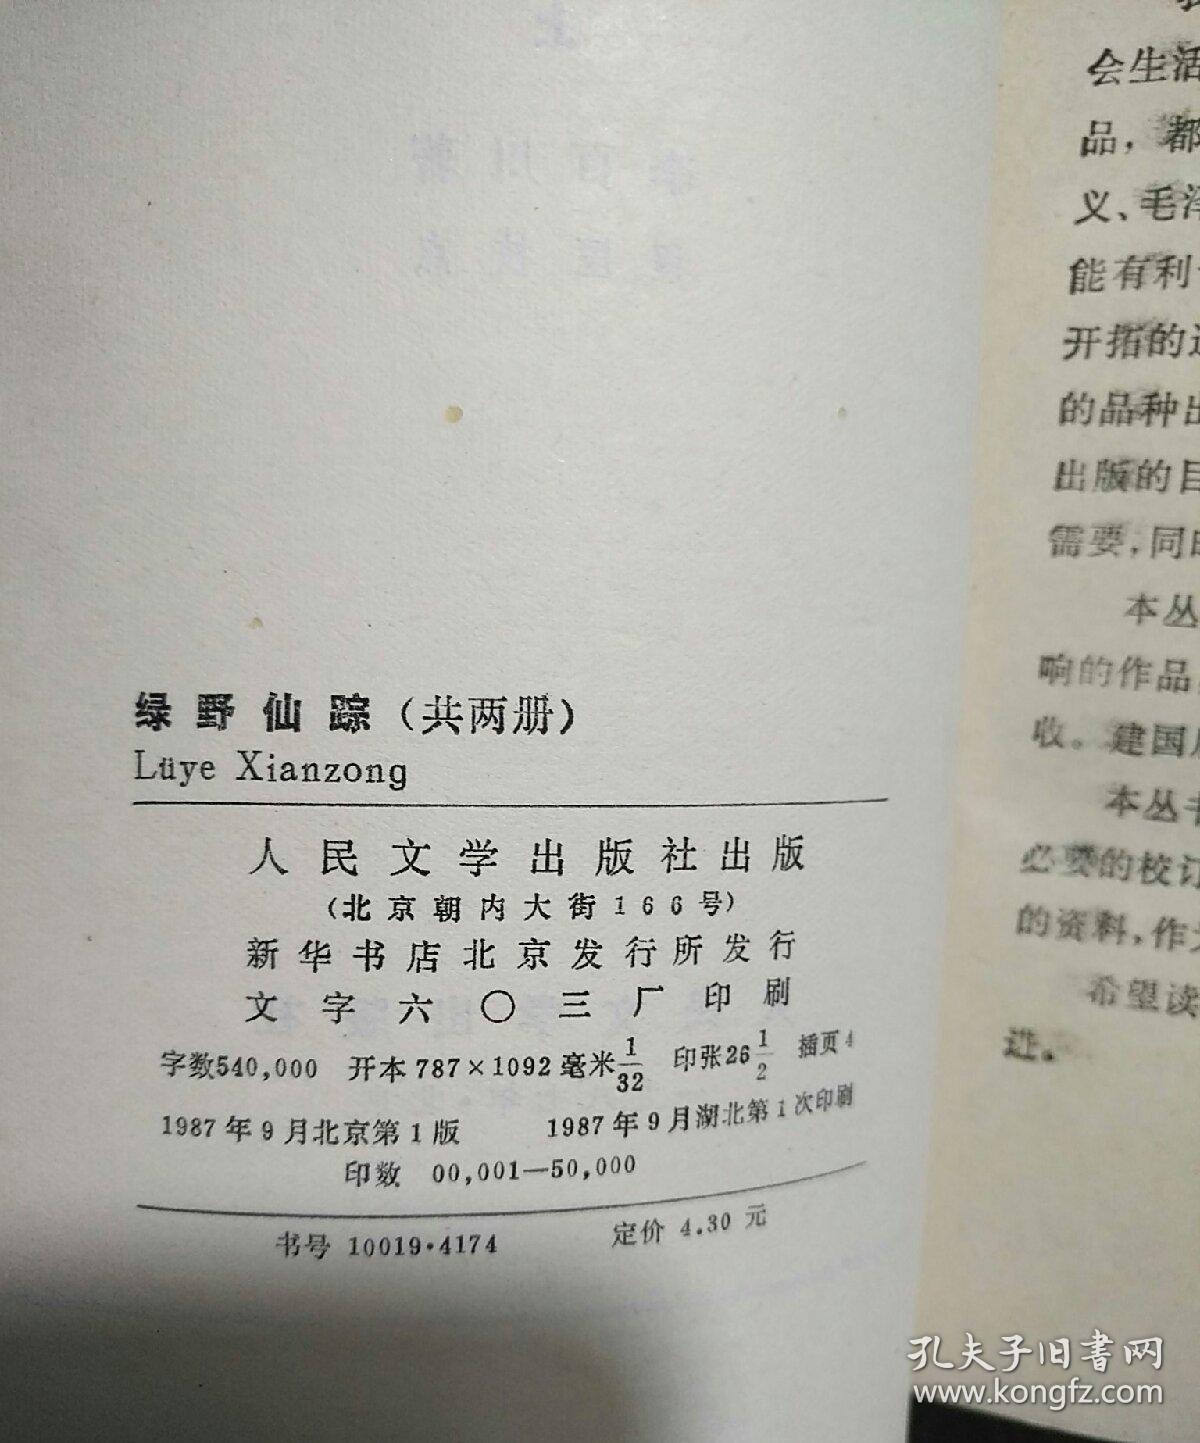 绿野仙踪（共两册）
Lüye Xianzong
人民文学出版社出版
（北京朝内大街166号）
新华书店北京发行所发行
文字六〇三厂印刷
字数540,000 开本787×1092毫米1/32 印张26 1/2 插页4
1987年9月北京第1版 1987年9月湖北第1次印刷
印数 00,001—50,000
书号 10019·4174 定价 4.30元
会生活
品，都
义、毛泽
能有利
开拓的
的品种出
出版的目
需要，同
本丛
响的作品
收。建国
本丛书
必要的校订
的资料，作
希望读
进。
孔夫子旧书网
www.kongfz.com